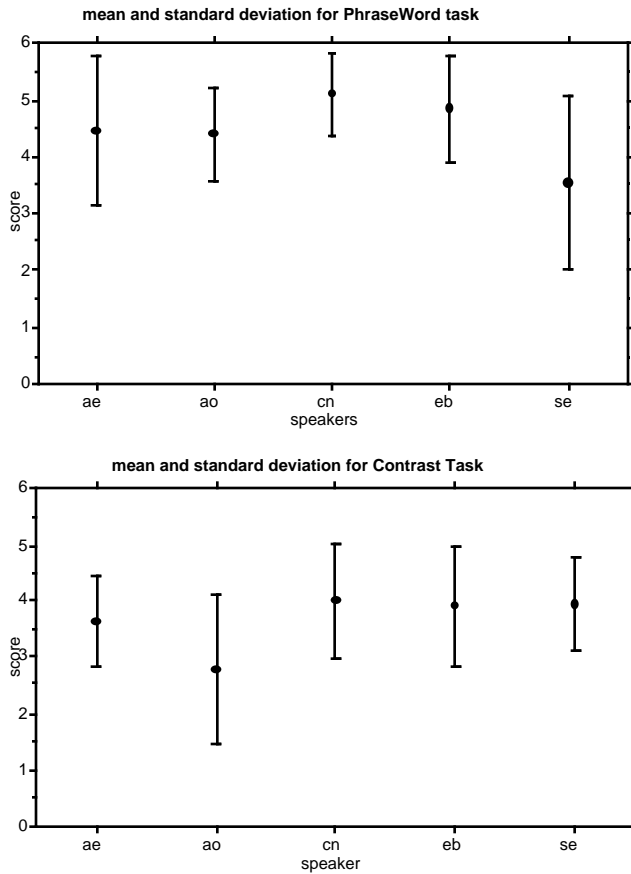 mean and standard deviation for PhraseWord task
6
5
4
score
3
2
1
0
ae ao cn eb se
speakers
mean and standard deviation for Contrast Task
6
5
4
score
3
2
1
0
ae ao cn eb se
speaker